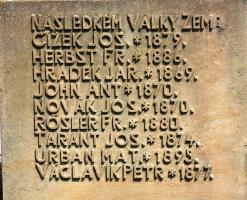 NÁSLEDKEM VÁLKY ZEM:
ČÍŽEK JOS. * 1879.
HERBST FR. * 1886.
HRADEK JAR. * 1869.
JOHN ANT * 1870.
NOVÁK JOS. * 1870.
RÖSLER FR. * 1880.
TARANT JOS. * 1874.
URBAN MAT. * 1895.
VÁCLAVÍK PETR * 1877.